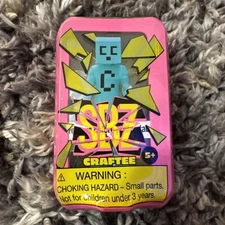 C
SBZ
CRAFTEE
5+
WARNING:
CHOKING HAZARD – Small parts.
Not for children under 3 years.